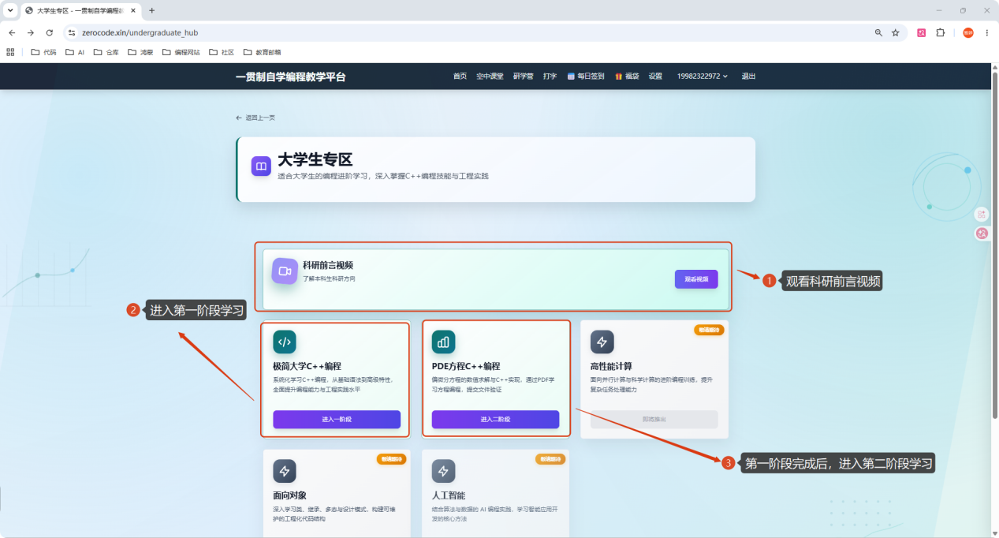 大学生专区 - 一贯制自学编程
zerocode.xin/undergraduate_hub
代码 AI 仓库 鸿蒙 编程网站 社区 教育邮箱
一贯制自学编程教学平台
首页 空中课堂 研学营 打字 每日签到 福袋 设置 19982322972 退出
← 返回上一页
大学生专区
适合大学生的编程进阶学习，深入掌握C++编程技能与工程实践
科研前言视频
了解本科生科研方向
观看视频
1 观看科研前言视频
2 进入第一阶段学习
极简大学C++编程
系统化学习C++编程，从基础语法到高级特性，
全面提升编程能力与工程实践水平
进入一阶段
PDE方程C++编程
偏微分方程的数值求解与C++实现，通过PDF学
习方程编程，提交文件验证
进入二阶段
敬请期待
高性能计算
面向并行计算与科学计算的进阶编程训练，提升
复杂任务处理能力
即将推出
3 第一阶段完成后，进入第二阶段学习
敬请期待
面向对象
深入学习类、继承、多态与设计模式，构建可维
护的工程化代码结构
敬请期待
人工智能
结合算法与数据的 AI 编程实践，学习智能应用开
发的核心方法